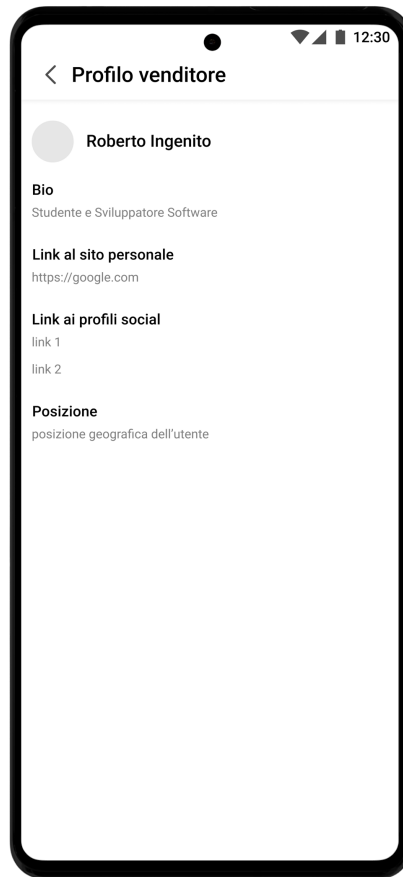 12:30
Profilo venditore
Roberto Ingenito
Bio
Studente e Sviluppatore Software
Link al sito personale
https://google.com
Link ai profili social
link 1
link 2
Posizione
posizione geografica dell’utente